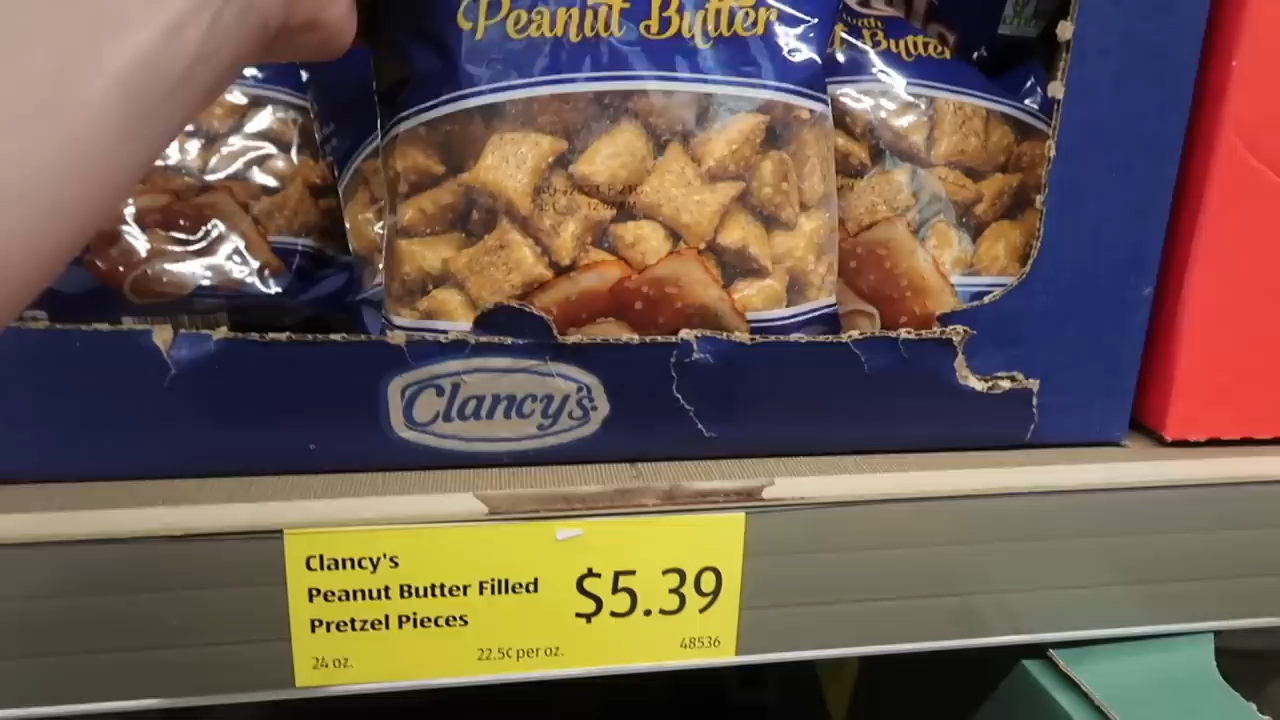 Peanut Butter
with
Butter
Clancy's
Clancy's
Peanut Butter Filled
Pretzel Pieces
$5.39
24 oz.
22.5¢ per oz.
48536